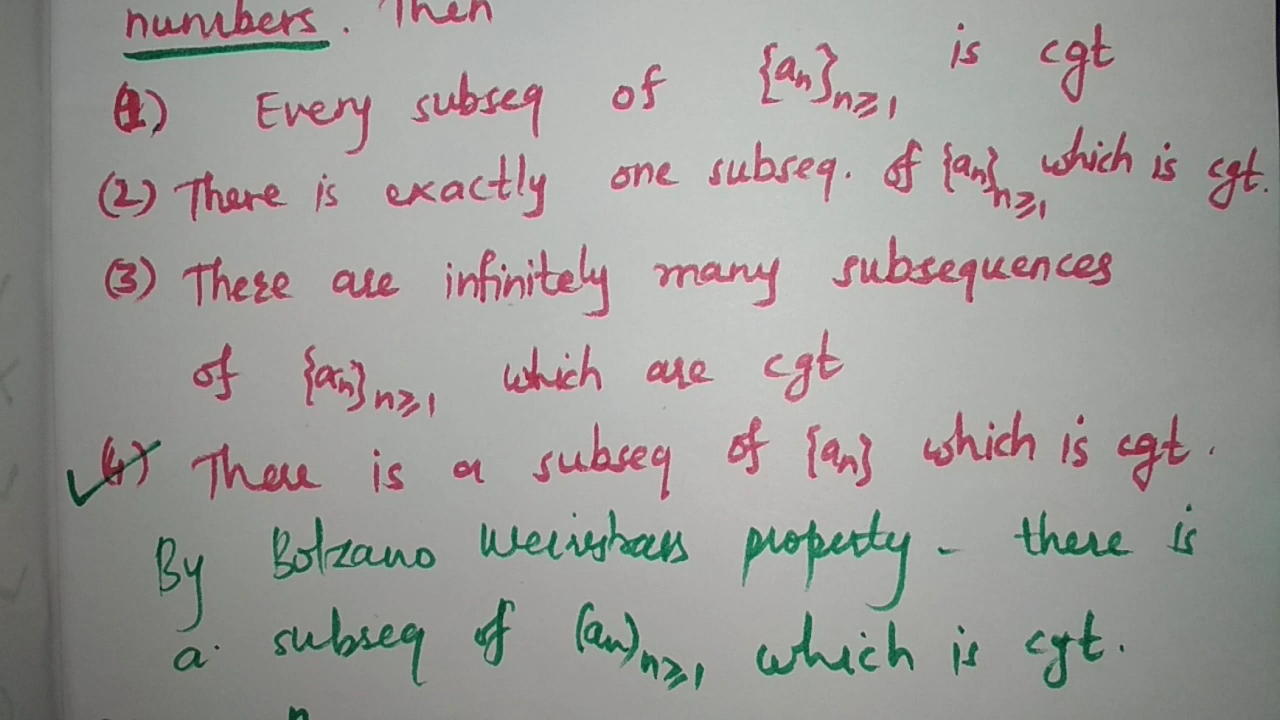 numbers. Then
(1) Every subseq of {aₙ}ₙ≥₁ is cgt
(2) There is exactly one subseq. of {aₙ}ₙ≥₁ which is cgt.
(3) There are infinitely many subsequences
of {aₙ}ₙ≥₁ which are cgt
✓(4) There is a subseq of {aₙ} which is cgt.
By Bolzano Weierstrass property - there is
a subseq of (aₙ)ₙ≥₁ which is cgt.